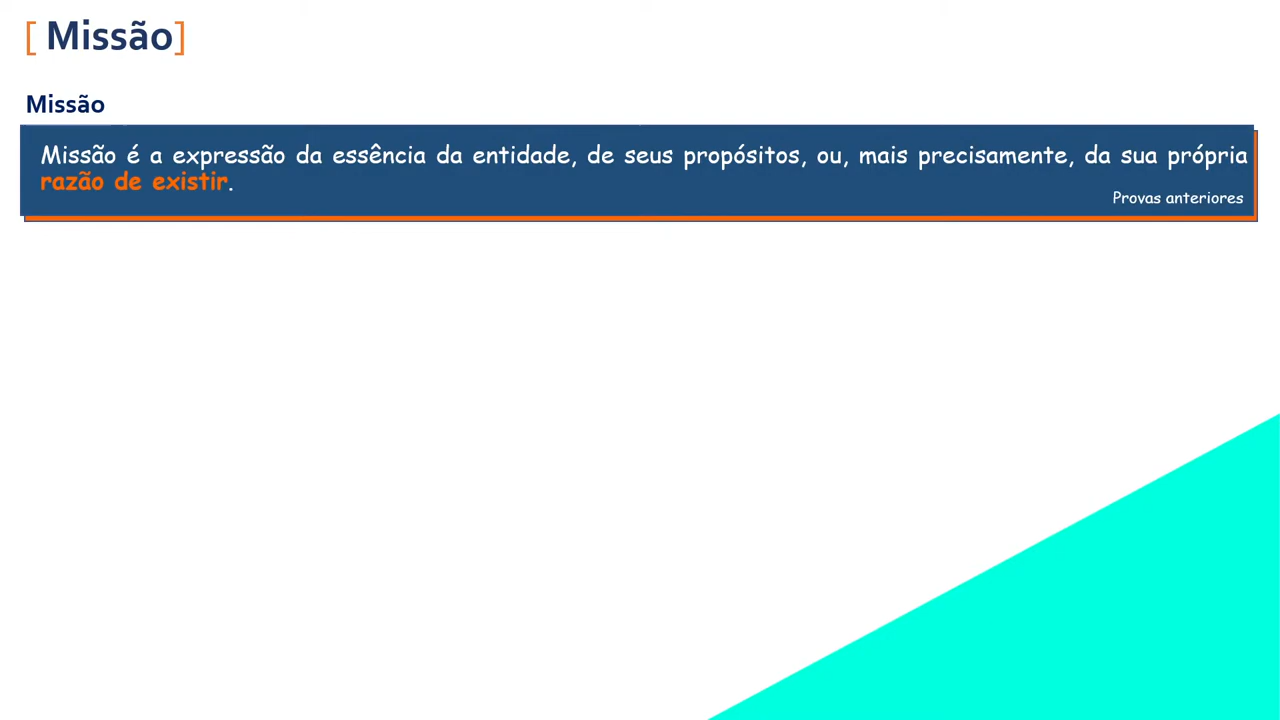 [ Missão]
Missão
Missão é a expressão da essência da entidade, de seus propósitos, ou, mais precisamente, da sua própria
razão de existir.
Provas anteriores